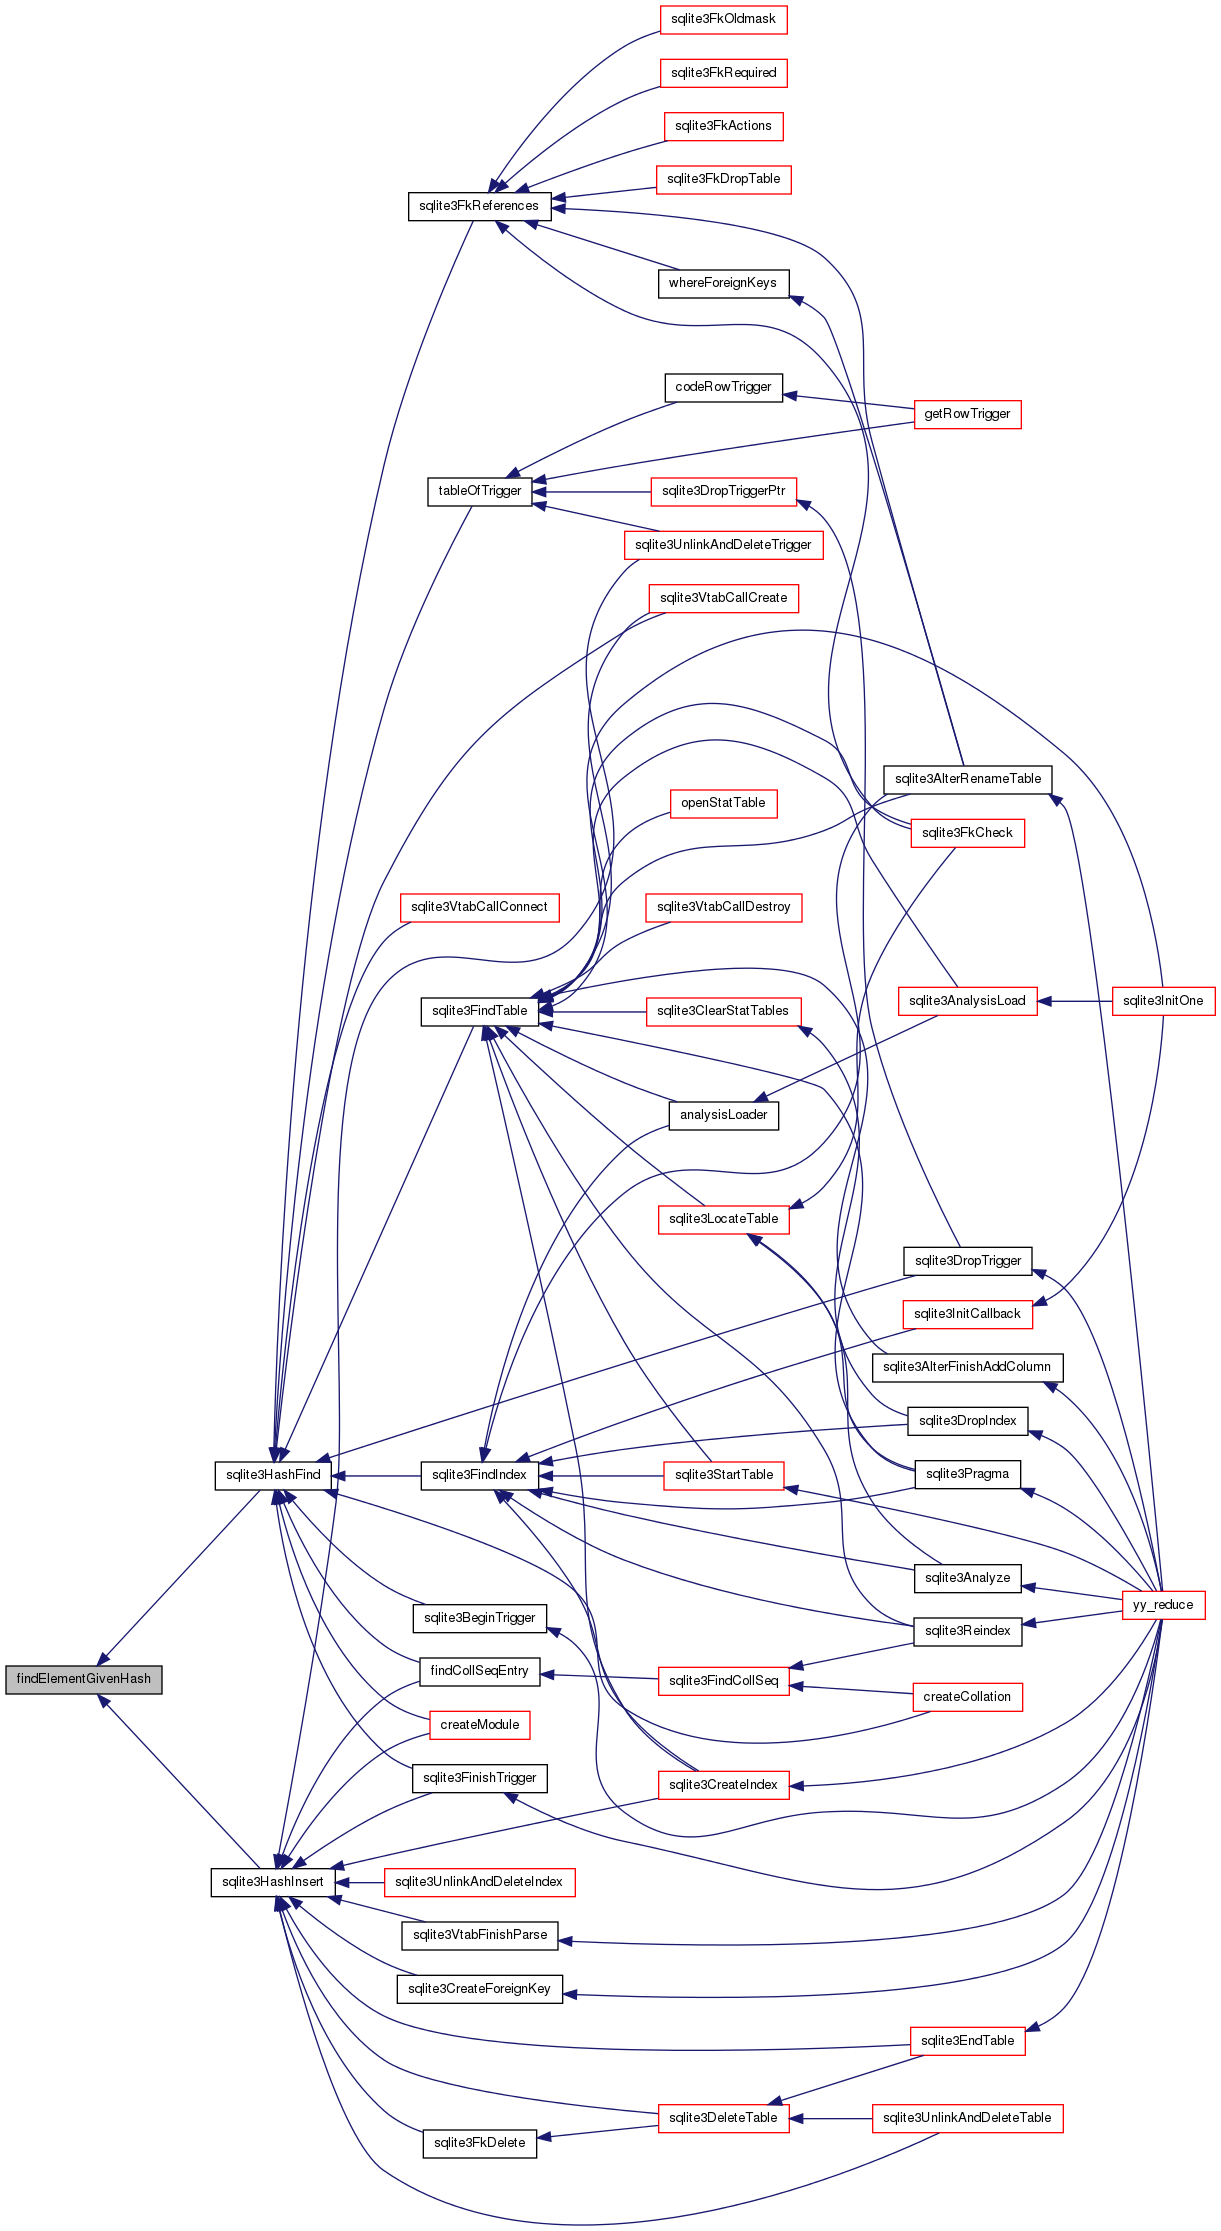 sqlite3FkOldmask
sqlite3FkRequired
sqlite3FkActions
sqlite3FkDropTable
sqlite3FkReferences
whereForeignKeys
codeRowTrigger
getRowTrigger
tableOfTrigger
sqlite3DropTriggerPtr
sqlite3UnlinkAndDeleteTrigger
sqlite3VtabCallCreate
sqlite3AlterRenameTable
openStatTable
sqlite3FkCheck
sqlite3VtabCallConnect
sqlite3VtabCallDestroy
sqlite3AnalysisLoad
sqlite3InitOne
sqlite3FindTable
sqlite3ClearStatTables
analysisLoader
sqlite3LocateTable
sqlite3DropTrigger
sqlite3InitCallback
sqlite3AlterFinishAddColumn
sqlite3DropIndex
sqlite3HashFind
sqlite3FindIndex
sqlite3StartTable
sqlite3Pragma
sqlite3Analyze
yy_reduce
sqlite3BeginTrigger
sqlite3Reindex
findElementGivenHash
findCollSeqEntry
sqlite3FindCollSeq
createCollation
createModule
sqlite3FinishTrigger
sqlite3CreateIndex
sqlite3HashInsert
sqlite3UnlinkAndDeleteIndex
sqlite3VtabFinishParse
sqlite3CreateForeignKey
sqlite3EndTable
sqlite3DeleteTable
sqlite3UnlinkAndDeleteTable
sqlite3FkDelete